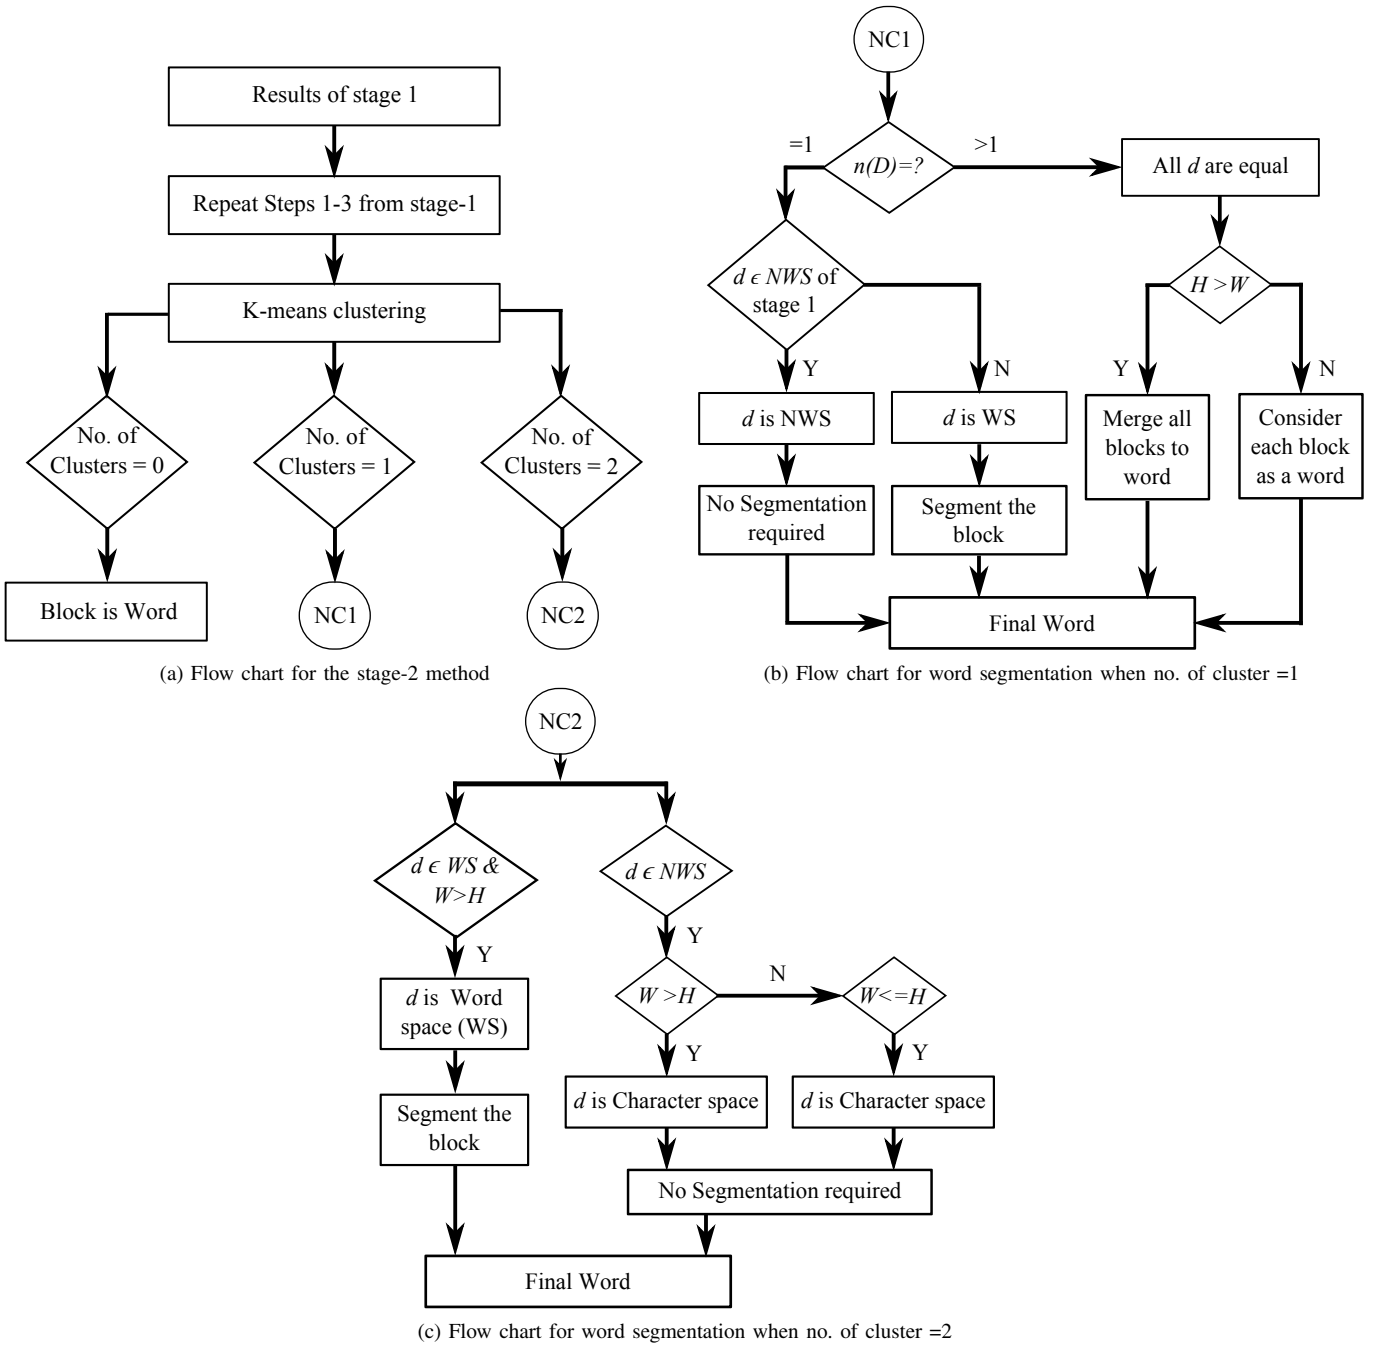 Results of stage 1
Repeat Steps 1-3 from stage-1
K-means clustering
No. of
Clusters = 0
No. of
Clusters = 1
No. of
Clusters = 2
Block is Word
NC1
NC2
(a) Flow chart for the stage-2 method
NC1
n(D)=?
=1
>1
All d are equal
d ϵ NWS of
stage 1
H >W
Y
N
Y
N
d is NWS
d is WS
Merge all
blocks to
word
Consider
each block
as a word
No Segmentation
required
Segment the
block
Final Word
(b) Flow chart for word segmentation when no. of cluster =1
NC2
d ϵ WS &
W>H
d ϵ NWS
Y
Y
d is Word
space (WS)
W >H
N
W<=H
Y
Y
Segment the
block
d is Character space
d is Character space
No Segmentation required
Final Word
(c) Flow chart for word segmentation when no. of cluster =2